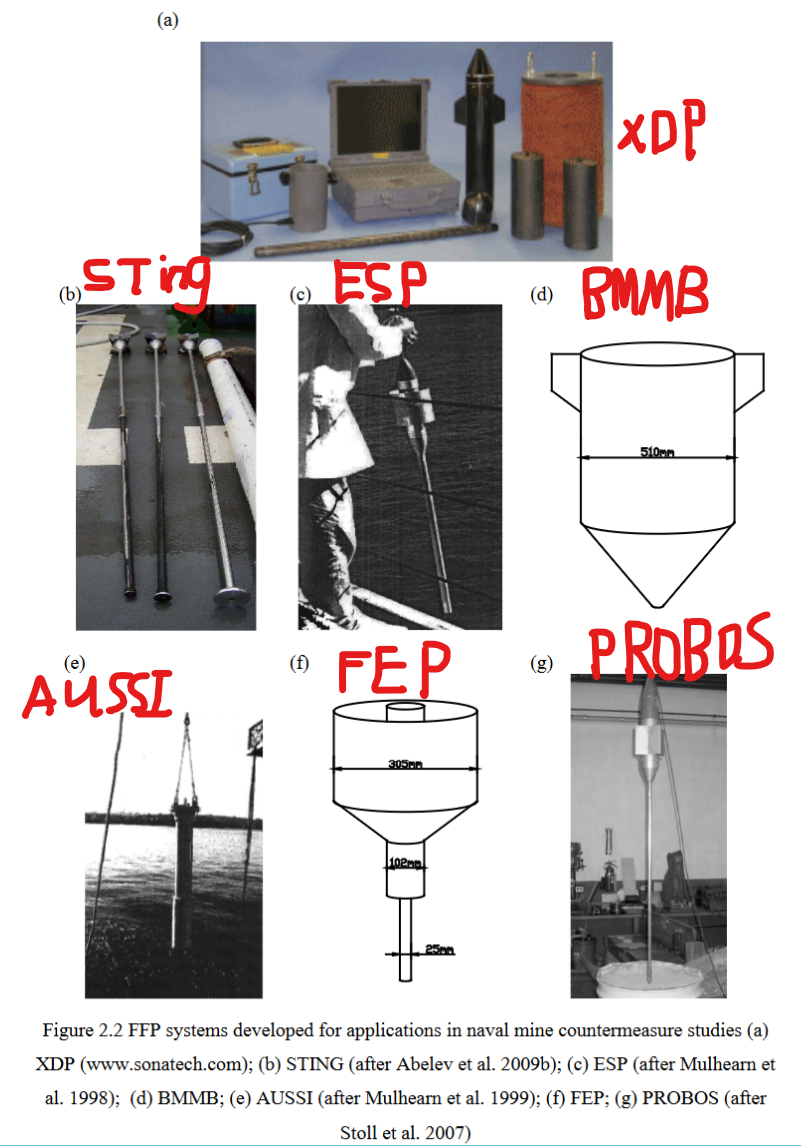 (a)
XDP
(b) STing
(c) ESP
(d) BMMB
510mm
(e) AUSSI
(f) FEP
(g) PROBOS
305mm
102mm
25mm
Figure 2.2 FFP systems developed for applications in naval mine countermeasure studies (a)
XDP (www.sonatech.com); (b) STING (after Abelev et al. 2009b); (c) ESP (after Mulhearn et
al. 1998); (d) BMMB; (e) AUSSI (after Mulhearn et al. 1999); (f) FEP; (g) PROBOS (after
Stoll et al. 2007)